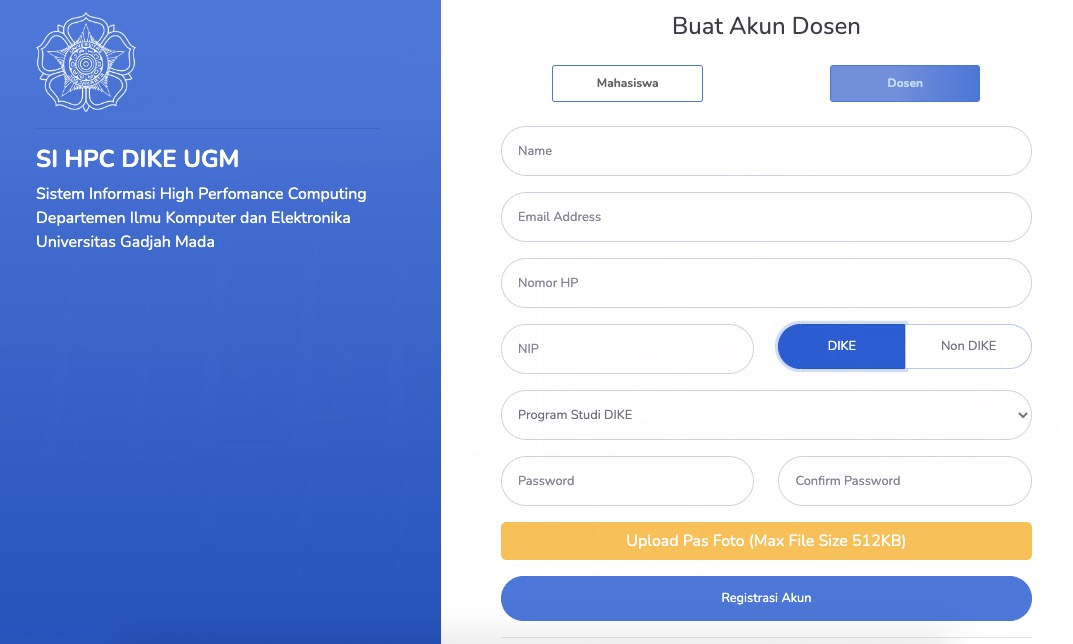 SI HPC DIKE UGM
Sistem Informasi High Perfomance Computing
Departemen Ilmu Komputer dan Elektronika
Universitas Gadjah Mada
Buat Akun Dosen
Mahasiswa
Dosen
Name
Email Address
Nomor HP
NIP
DIKE
Non DIKE
Program Studi DIKE
Password
Confirm Password
Upload Pas Foto (Max File Size 512KB)
Registrasi Akun